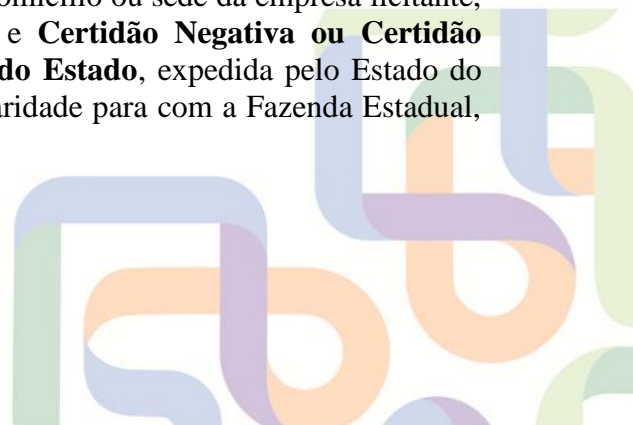 domicílio ou sede da empresa licitante,
e Certidão Negativa ou Certidão
do Estado, expedida pelo Estado do
aridade para com a Fazenda Estadual,